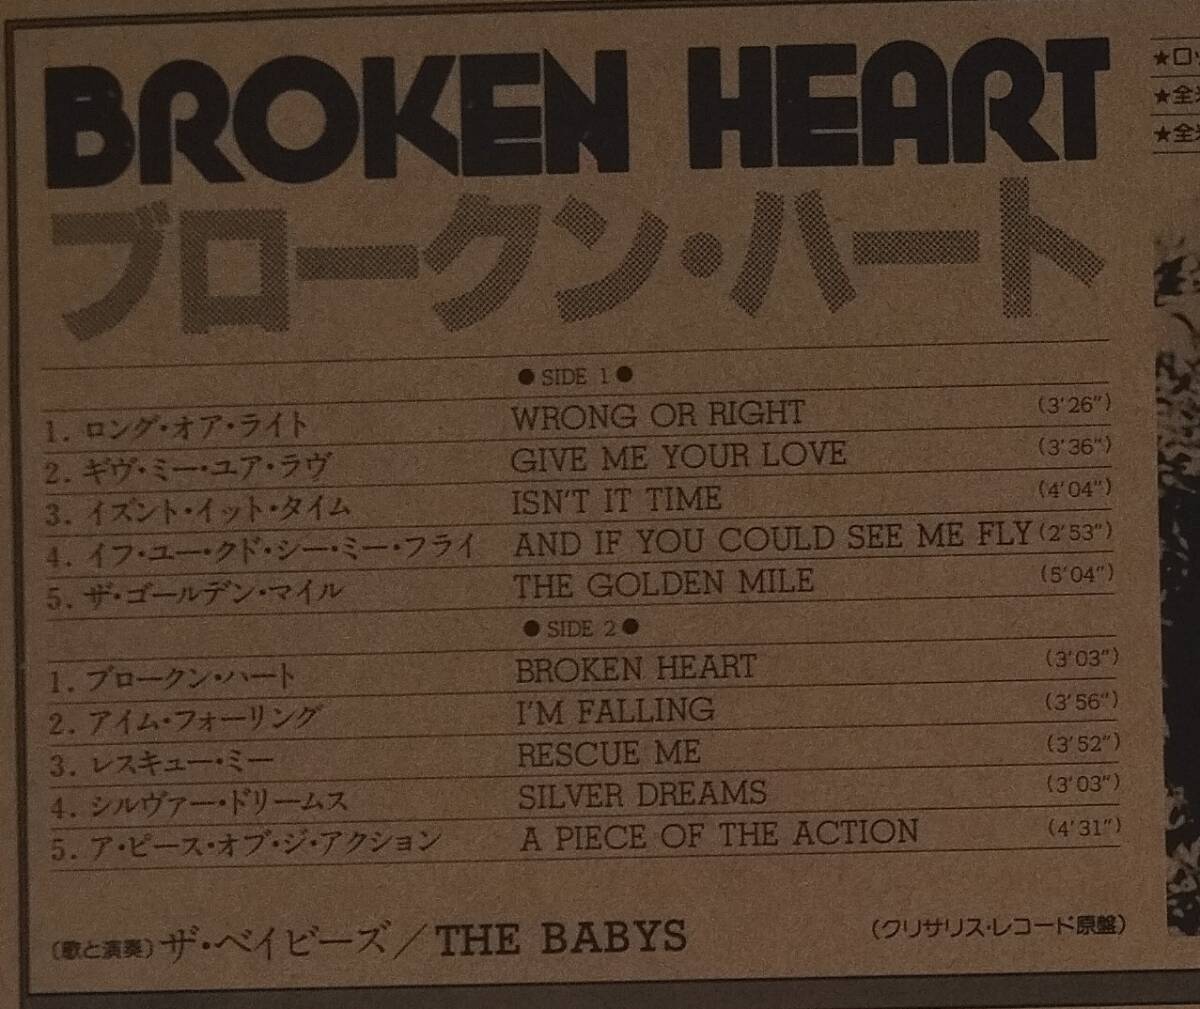 BROKEN HEART
ブロークン・ハート
●SIDE 1●
1. ロング・オア・ライト WRONG OR RIGHT (3'26")
2. ギヴ・ミー・ユア・ラヴ GIVE ME YOUR LOVE (3'36")
3. イズント・イット・タイム ISN'T IT TIME (4'04")
4. イフ・ユー・クド・シー・ミー・フライ AND IF YOU COULD SEE ME FLY (2'53")
5. ザ・ゴールデン・マイル THE GOLDEN MILE (5'04")
●SIDE 2●
1. ブロークン・ハート BROKEN HEART (3'03")
2. アイム・フォーリング I'M FALLING (3'56")
3. レスキュー・ミー RESCUE ME (3'52")
4. シルヴァー・ドリームス SILVER DREAMS (3'03")
5. ア・ピース・オブ・ジ・アクション A PIECE OF THE ACTION (4'31")
(歌と演奏) ザ・ベイビーズ／THE BABYS (クリサリス・レコード原盤)
★ロッ
★全
★全